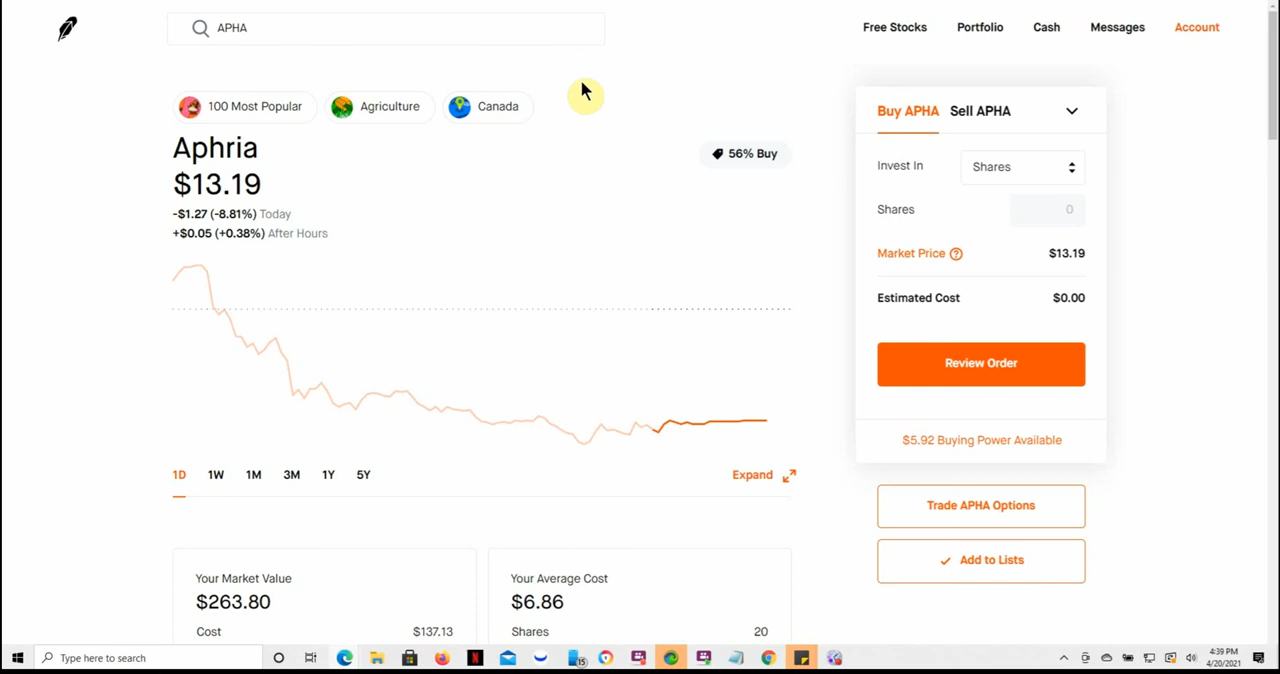 APHA
Free Stocks
Portfolio
Cash
Messages
Account
100 Most Popular
Agriculture
Canada
Aphria
$13.19
-$1.27 (-8.81%) Today
+$0.05 (+0.38%) After Hours
56% Buy
1D
1W
1M
3M
1Y
5Y
Expand
Your Market Value
$263.80
Cost $137.13
Your Average Cost
$6.86
Shares 20
Buy APHA
Sell APHA
Invest In Shares
Shares 0
Market Price ? $13.19
Estimated Cost $0.00
Review Order
$5.92 Buying Power Available
Trade APHA Options
Add to Lists
Type here to search
15
4:39 PM
4/20/2021